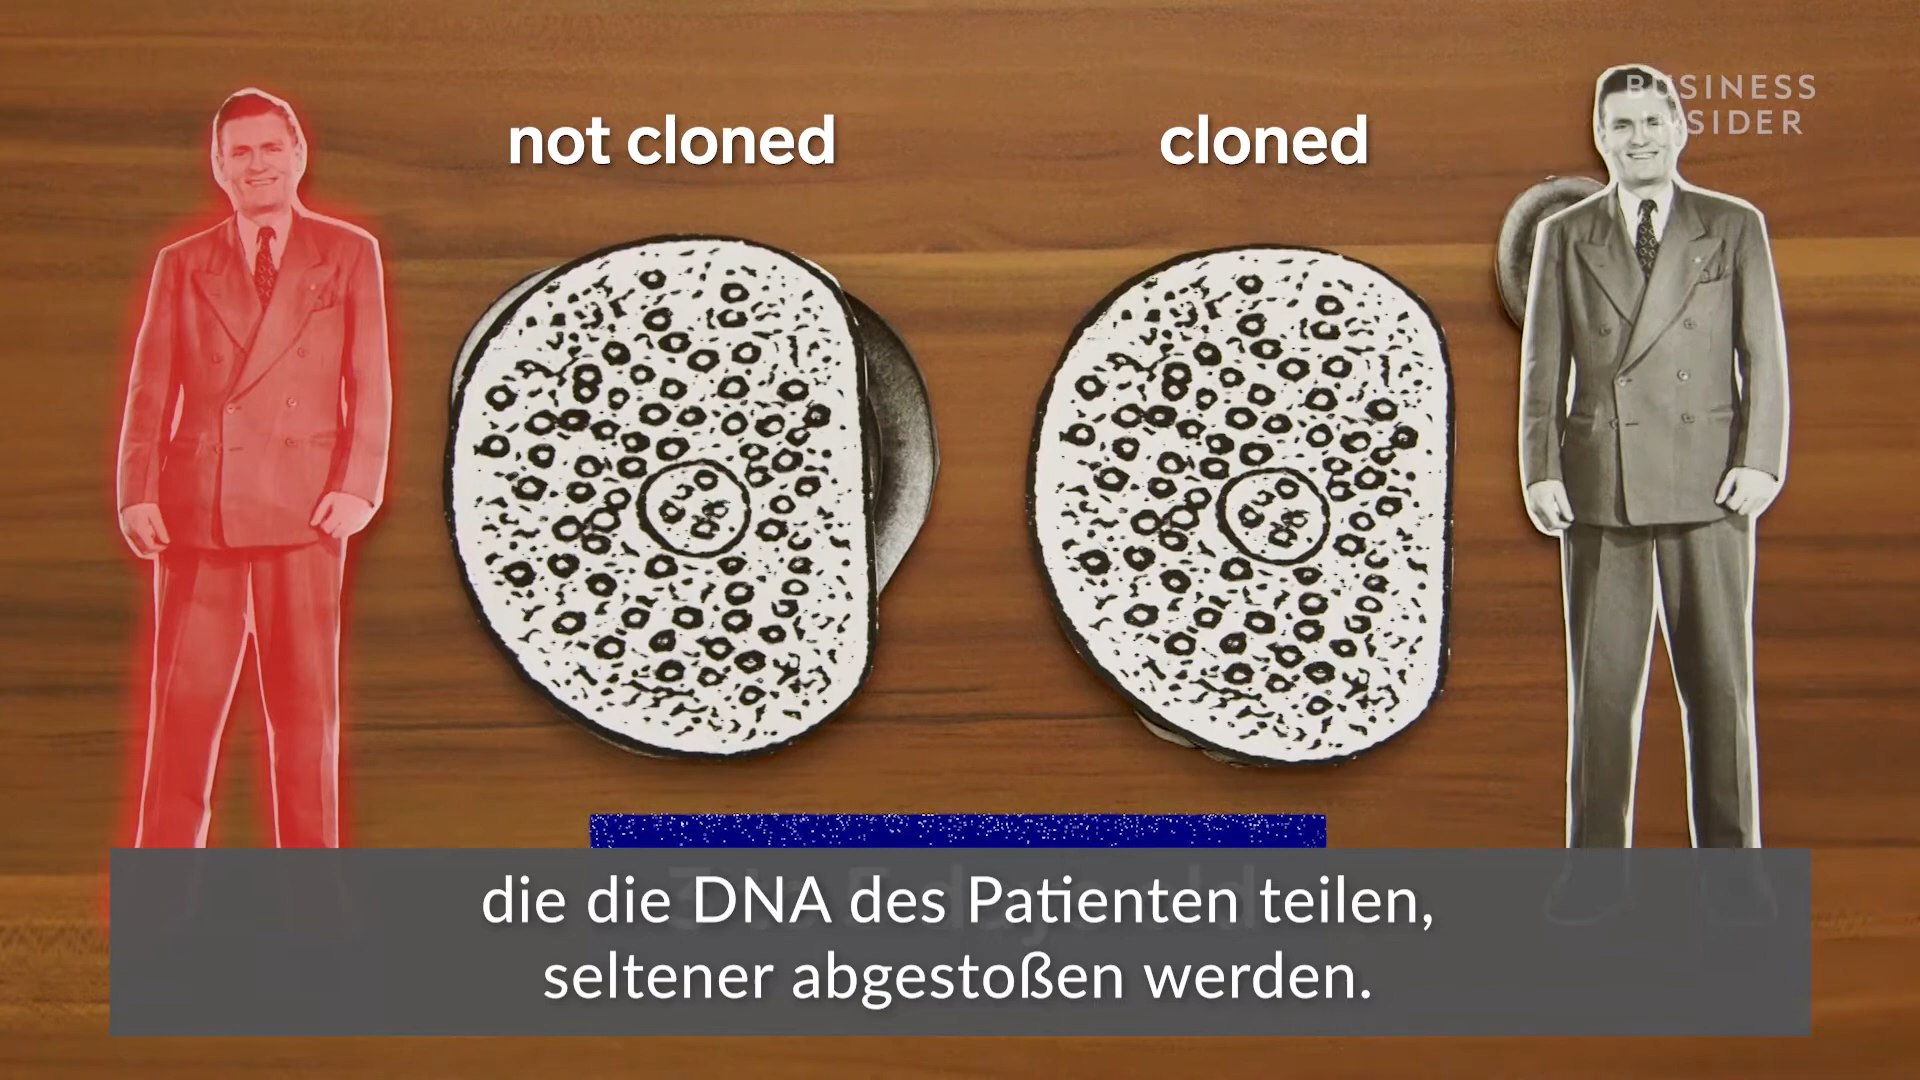 BUSINESS
INSIDER
not cloned
cloned
die die DNA des Patienten teilen,
seltener abgestoßen werden.